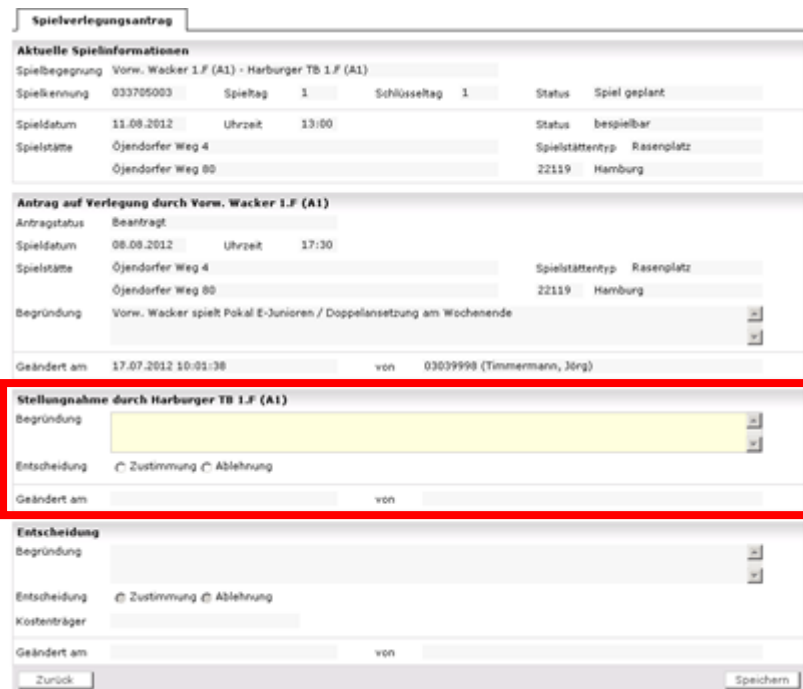 Spielverlegungsantrag
Aktuelle Spielinformationen
Spielbegegnung Vorw. Wacker 1.F (A1) - Harburger TB 1.F (A1)
Spielkennung 033705003 Spieltag 1 Schlüsseltag 1 Status Spiel geplant
Spieldatum 11.08.2012 Uhrzeit 13:00 Status bespielbar
Spielstätte Öjendorfer Weg 4 Spielstättentyp Rasenplatz
Öjendorfer Weg 80 22119 Hamburg
Antrag auf Verlegung durch Vorw. Wacker 1.F (A1)
Antragstatus Beantragt
Spieldatum 08.08.2012 Uhrzeit 17:30
Spielstätte Öjendorfer Weg 4 Spielstättentyp Rasenplatz
Öjendorfer Weg 80 22119 Hamburg
Begründung Vorw. Wacker spielt Pokal E-Junioren / Doppelansetzung am Wochenende
Geändert am 17.07.2012 10:01:38 von 03039998 (Timmermann, Jörg)
Stellungnahme durch Harburger TB 1.F (A1)
Begründung
Entscheidung Zustimmung Ablehnung
Geändert am von
Entscheidung
Begründung
Entscheidung Zustimmung Ablehnung
Kostenträger
Geändert am von
Zurück Speichern